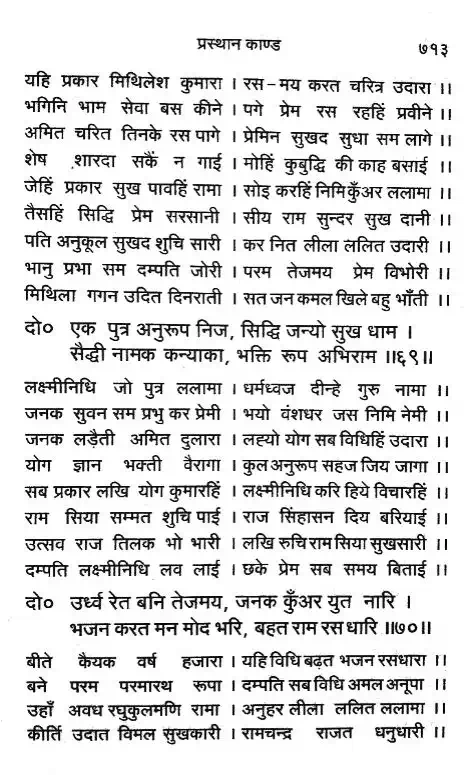 प्रस्थान काण्ड ७१३
यहि प्रकार मिथिलेश कुमारा । रस-मय करत चरित्र उदारा ।।
भगिनि भाम सेवा बस कीने । पगे प्रेम रस रहहिं प्रवीने ।।
अमित चरित तिनके रस पागे । प्रेमिन सुखद सुधा सम लागे ।।
शेष शारदा सकैं न गाई । मोहिं कुबुद्धि की काह बसाई ।।
जेहिं प्रकार सुख पावहिं रामा । सोइ करहिं निमिकुँअर ललामा ।।
तैसहिं सिद्धि प्रेम सरसानी । सीय राम सुन्दर सुख दानी ।।
पति अनुकूल सुखद शुचि सारी । कर नित लीला ललित उदारी ।।
भानु प्रभा सम दम्पति जोरी । परम तेजमय प्रेम विभोरी ।।
मिथिला गगन उदित दिनराती । सत जन कमल खिले बहु भाँती ।।
दो० एक पुत्र अनुरूप निज, सिद्धि जन्यो सुख धाम ।
सैद्धी नामक कन्याका, भक्ति रूप अभिराम ।।६९।।
लक्ष्मीनिधि जो पुत्र ललामा । धर्मध्वज दीन्हे गुरु नामा ।।
जनक सुवन सम प्रभु कर प्रेमी । भयो वंशधर जस निमि नेमी ।।
जनक लड़ैती अमित दुलारा । लह्यो योग सब विधिहिं उदारा ।।
योग ज्ञान भक्ती वैरागा । कुल अनुरूप सहज जिय जागा ।।
सब प्रकार लखि योग कुमारहिं । लक्ष्मीनिधि करि हिये विचारहिं ।।
राम सिया सम्मत शुचि पाई । राज सिंहासन दिय बरियाई ।।
उत्सव राज तिलक भो भारी । लखि रुचि राम सिया सुखसारी ।।
दम्पति लक्ष्मीनिधि लव लाई । छके प्रेम सब समय बिताई ।।
दो० उर्ध्व रेत बनि तेजमय, जनक कुँअर युत नारि ।
भजन करत मन मोद भरि, बहत राम रस धारि ।।७०।।
बीते कैयक वर्ष हजारा । यहि विधि बढ़त भजन रसधारा ।।
बने परम परमारथ रूपा । दम्पति सब विधि अमल अनूपा ।।
उहाँ अवध रघुकुलमणि रामा । अनुहर लीला ललित ललामा ।।
कीर्ति उदात विमल सुखकारी । रामचन्द्र राजत धनुधारी ।।